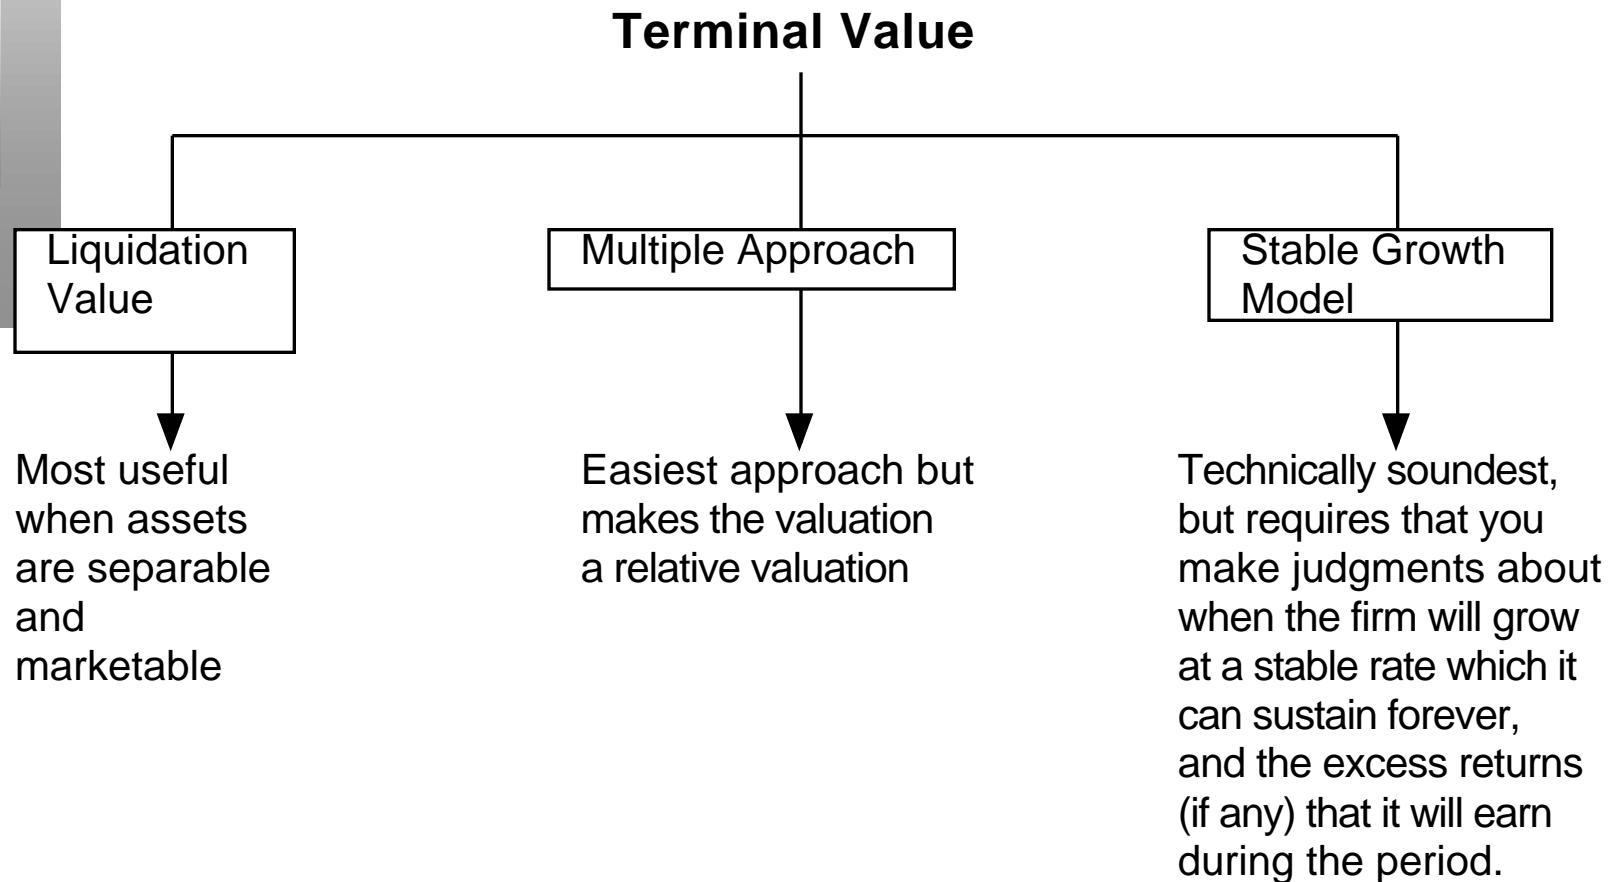 Terminal Value
Liquidation
Value
Multiple Approach
Stable Growth
Model
Most useful
when assets
are separable
and
marketable
Easiest approach but
makes the valuation
a relative valuation
Technically soundest,
but requires that you
make judgments about
when the firm will grow
at a stable rate which it
can sustain forever,
and the excess returns
(if any) that it will earn
during the period.